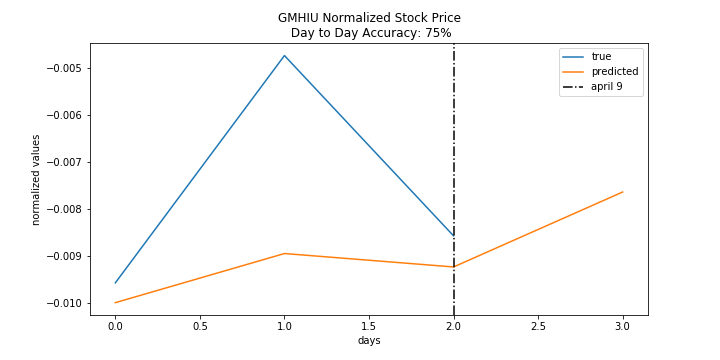 GMHIU Normalized Stock Price
Day to Day Accuracy: 75%
true
predicted
april 9
normalized values
−0.005
−0.006
−0.007
−0.008
−0.009
−0.010
0.0 0.5 1.0 1.5 2.0 2.5 3.0
days